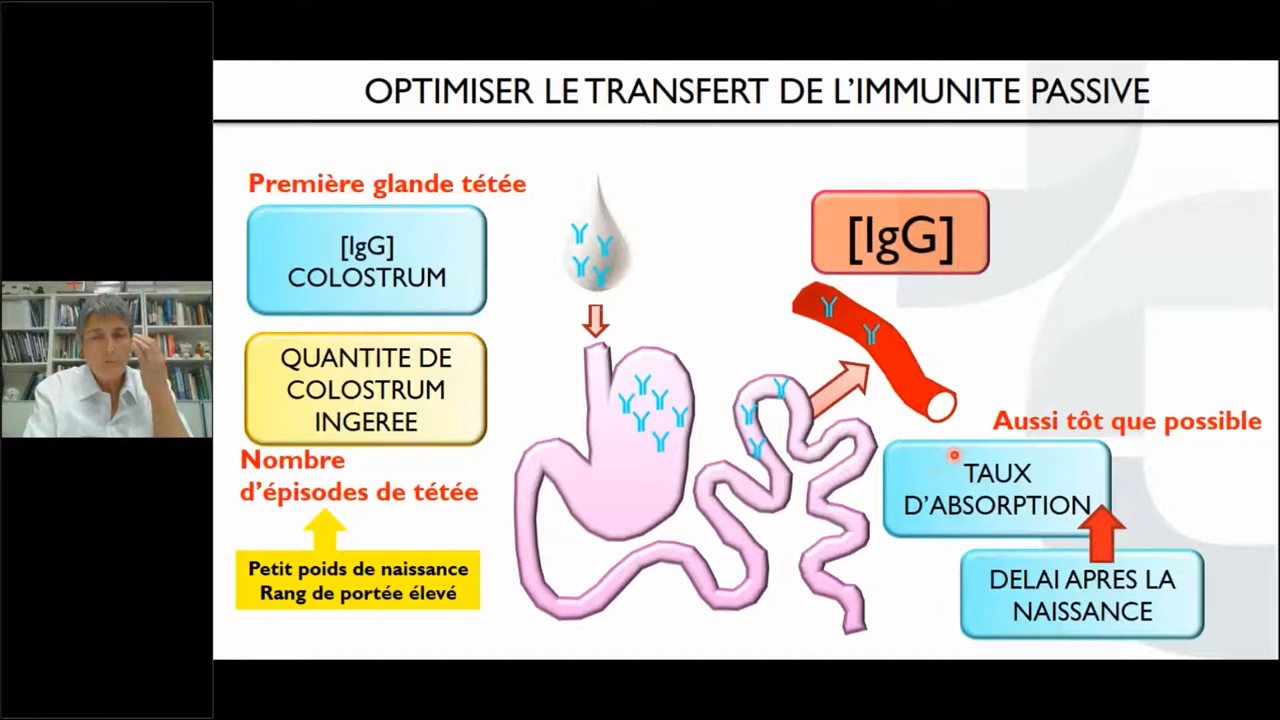 OPTIMISER LE TRANSFERT DE L'IMMUNITE PASSIVE
Première glande tétée
[IgG]
COLOSTRUM
QUANTITE DE
COLOSTRUM
INGEREE
Nombre
d'épisodes de tétée
Petit poids de naissance
Rang de portée élevé
[IgG]
Aussi tôt que possible
TAUX
D'ABSORPTION
DELAI APRES LA
NAISSANCE